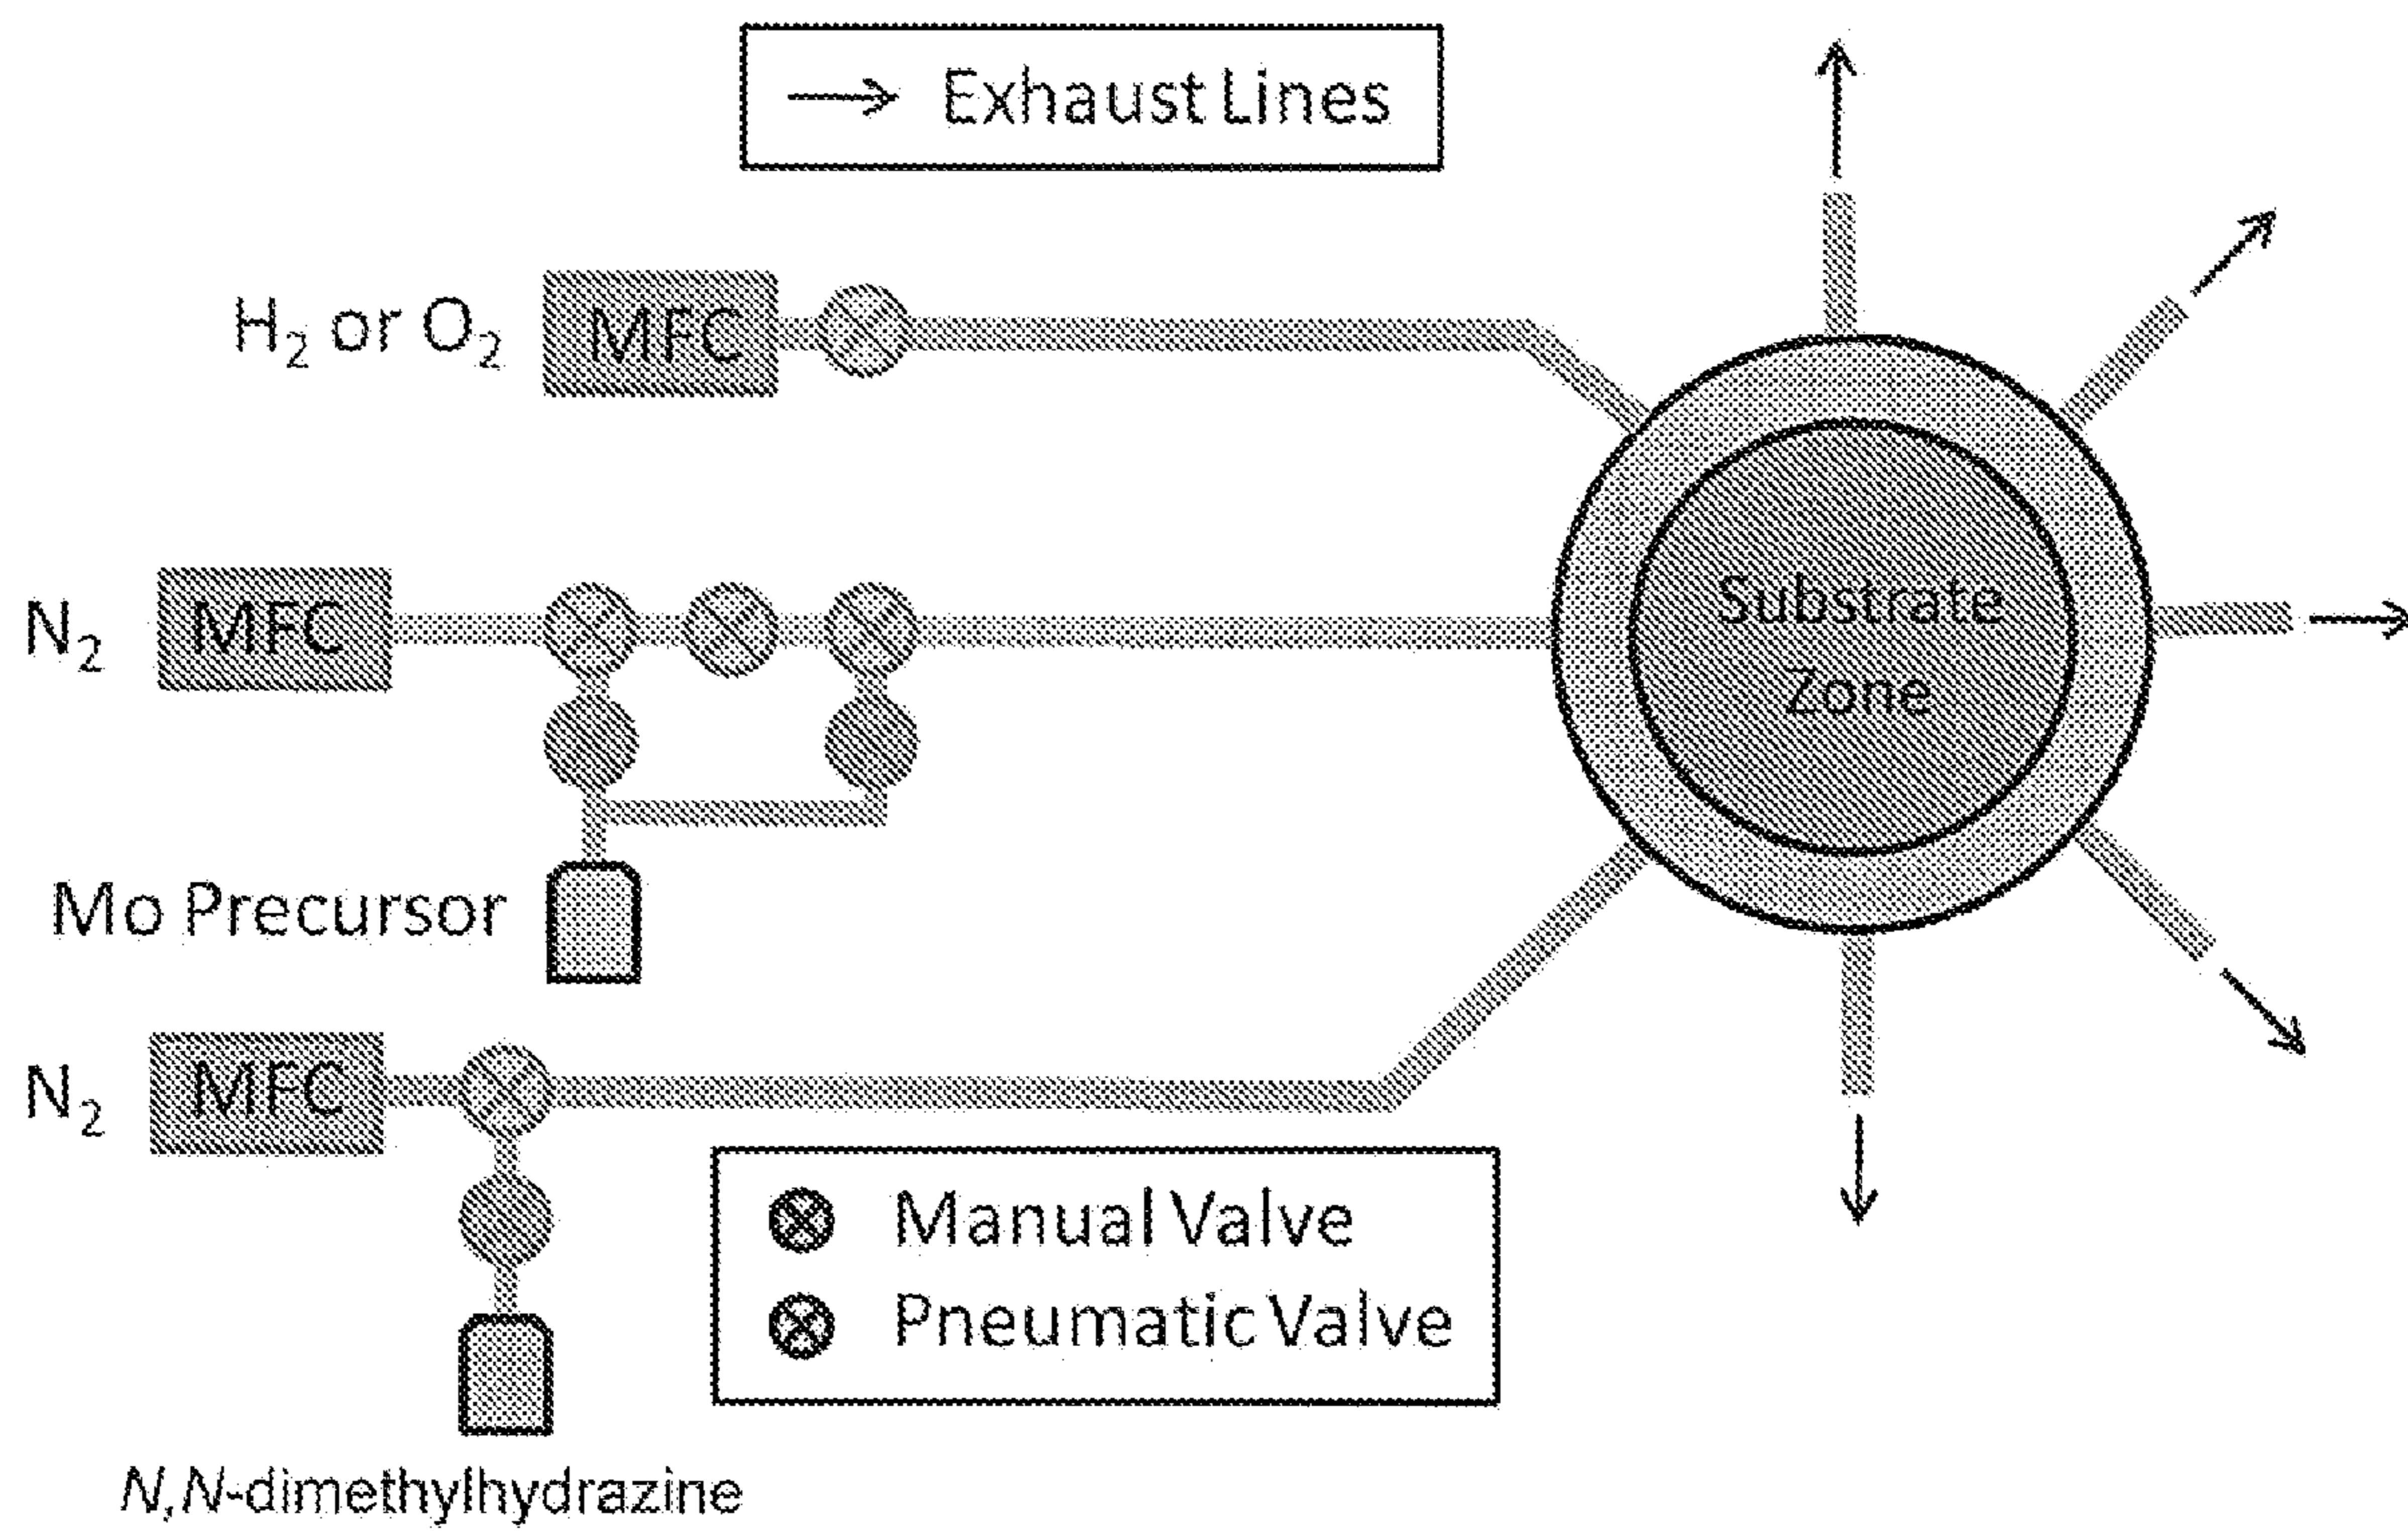 → Exhaust Lines
H₂ or O₂ MFC
N₂ MFC
Substrate
Zone
Mo Precursor
N₂ MFC
Manual Valve
Pneumatic Valve
N,N-dimethylhydrazine